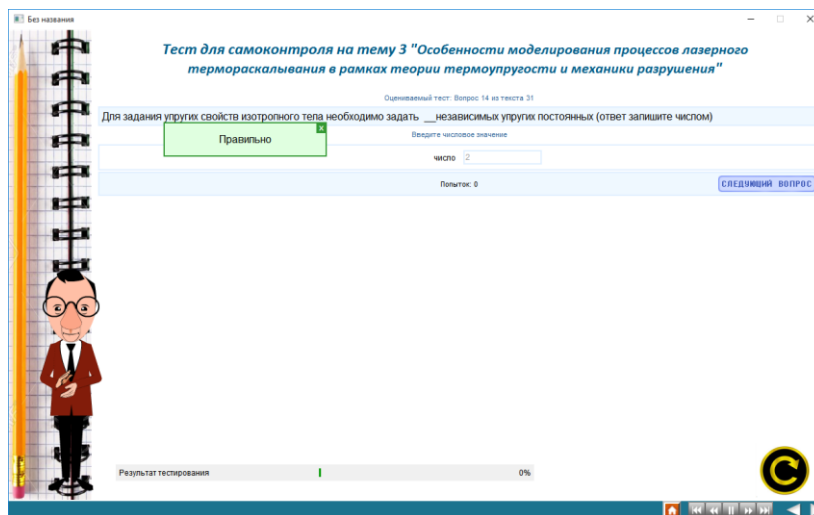 Без названия
Тест для самоконтроля на тему 3 "Особенности моделирования процессов лазерного
термораскалывания в рамках теории термоупругости и механики разрушения"
Оцениваемый тест: Вопрос 14 из текста 31
Для задания упругих свойств изотропного тела необходимо задать __независимых упругих постоянных (ответ запишите числом)
Правильно
x
Введите числовое значение
число 2
Попыток: 0
СЛЕДУЮЩИЙ ВОПРОС
Результат тестирования 0%